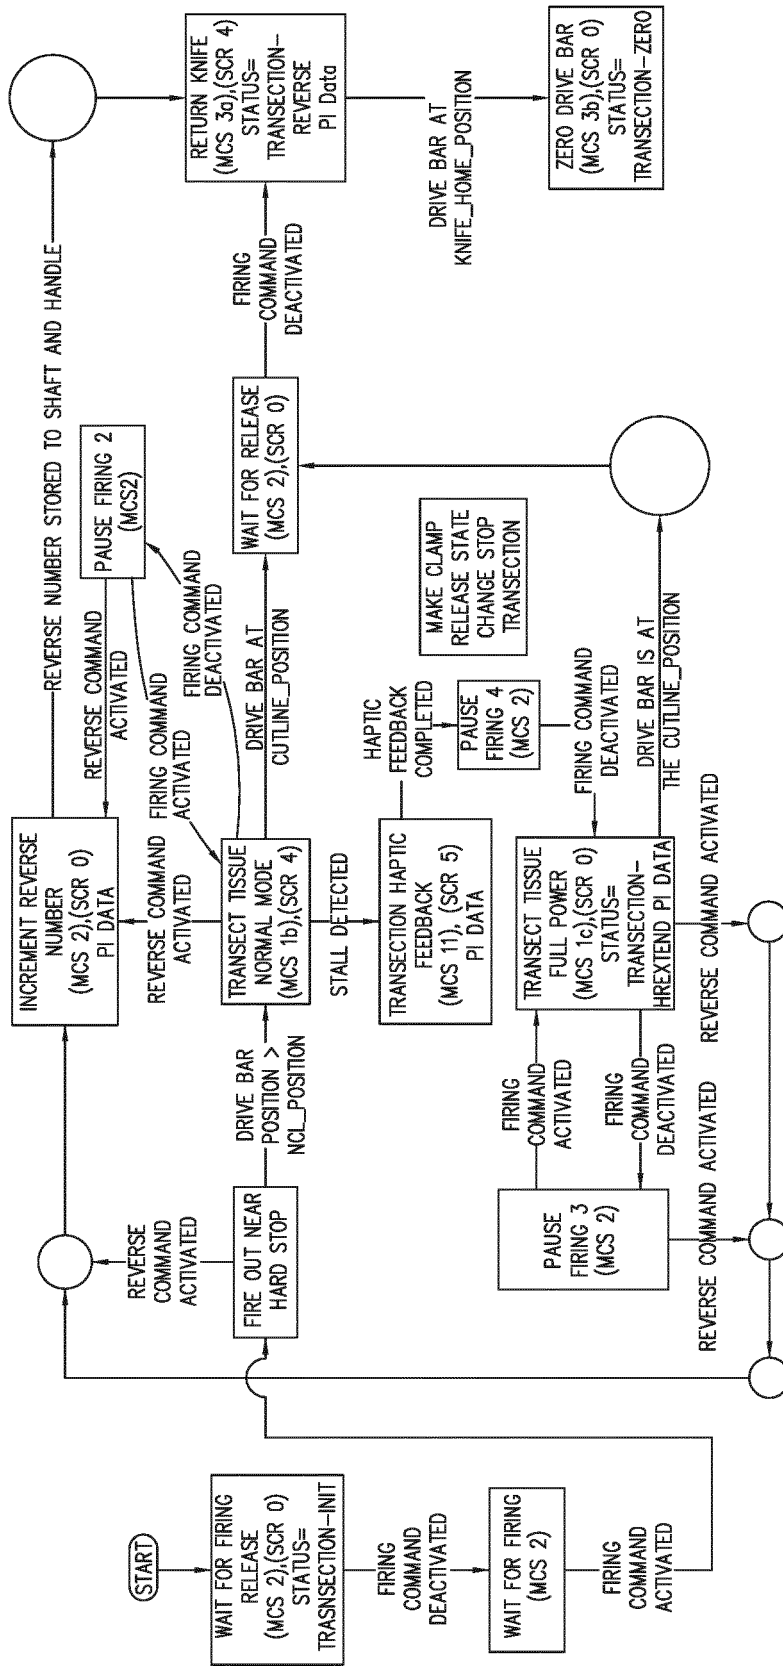 START
WAIT FOR FIRING
RELEASE
(MCS 2),(SCR 0)
STATUS=
TRASNSECTION-INIT
FIRING
COMMAND
DEACTIVATED
WAIT FOR FIRING
(MCS 2)
FIRING
COMMAND
ACTIVATED
REVERSE
COMMAND
ACTIVATED
FIRE OUT NEAR
HARD STOP
DRIVE BAR
POSITION >
NCL_POSITION
INCREMENT REVERSE
NUMBER
(MCS 2),(SCR 0)
PI DATA
REVERSE COMMAND
ACTIVATED
TRANSECT TISSUE
NORMAL MODE
(MCS 1b),(SCR 4)
STALL DETECTED
TRANSECTION HAPTIC
FEEDBACK
(MCS 11), (SCR 5)
PI DATA
REVERSE NUMBER STORED TO SHAFT AND HANDLE
REVERSE COMMAND
ACTIVATED
PAUSE FIRING 2
(MCS2)
FIRING COMMAND
ACTIVATED
FIRING COMMAND
DEACTIVATED
DRIVE BAR AT
CUTLINE_POSITION
WAIT FOR RELEASE
(MCS 2),(SCR 0)
FIRING
COMMAND
DEACTIVATED
RETURN KNIFE
(MCS 3a),(SCR 4)
STATUS=
TRANSECTION-
REVERSE
PI Data
DRIVE BAR AT
KNIFE_HOME_POSITION
ZERO DRIVE BAR
(MCS 3b),(SCR 0)
STATUS=
TRANSECTION-ZERO
HAPTIC
FEEDBACK
COMPLETED
PAUSE
FIRING 4
(MCS 2)
FIRING COMMAND
DEACTIVATED
MAKE CLAMP
RELEASE STATE
CHANGE STOP
TRANSECTION
PAUSE
FIRING 3
(MCS 2)
FIRING
COMMAND
ACTIVATED
FIRING
COMMAND
DEACTIVATED
TRANSECT TISSUE
FULL POWER
(MCS 1c),(SCR 0)
STATUS=
TRANSECTION-
HREXTEND PI DATA
DRIVE BAR IS AT
THE CUTLINE_POSITION
REVERSE COMMAND ACTIVATED
REVERSE COMMAND ACTIVATED